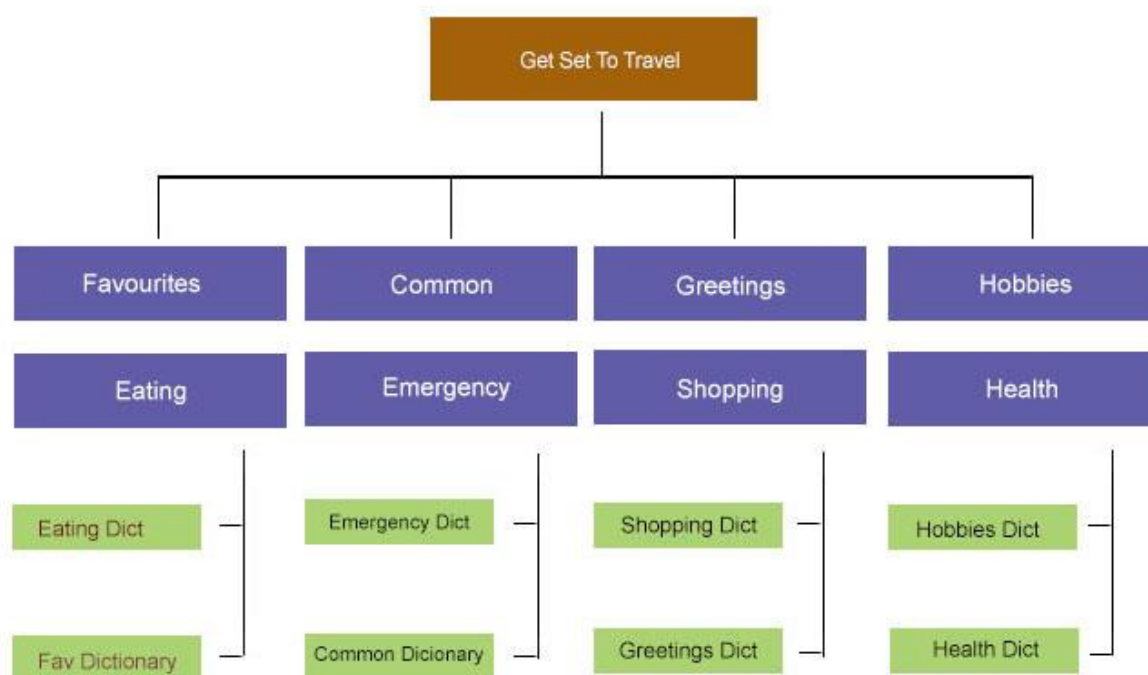 Get Set To Travel
Favourites
Common
Greetings
Hobbies
Eating
Emergency
Shopping
Health
Eating Dict
Emergency Dict
Shopping Dict
Hobbies Dict
Fav Dictionary
Common Dicionary
Greetings Dict
Health Dict